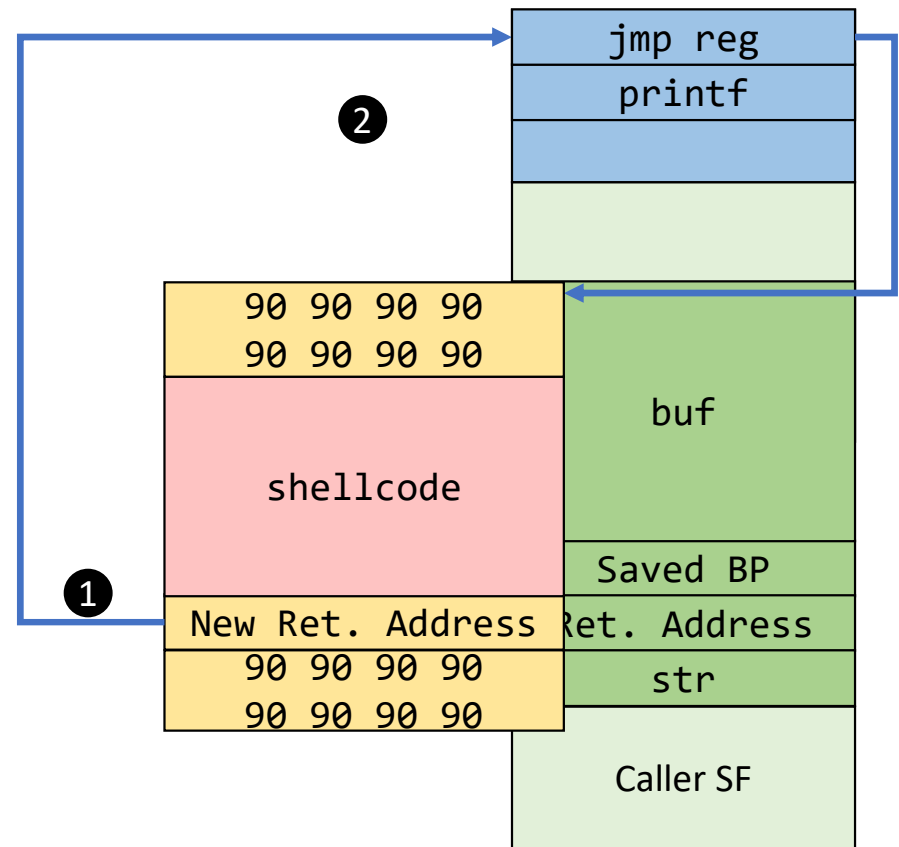 jmp reg
printf
2
90 90 90 90
90 90 90 90
buf
shellcode
Saved BP
1
New Ret. Address
Ret. Address
90 90 90 90
90 90 90 90
str
Caller SF